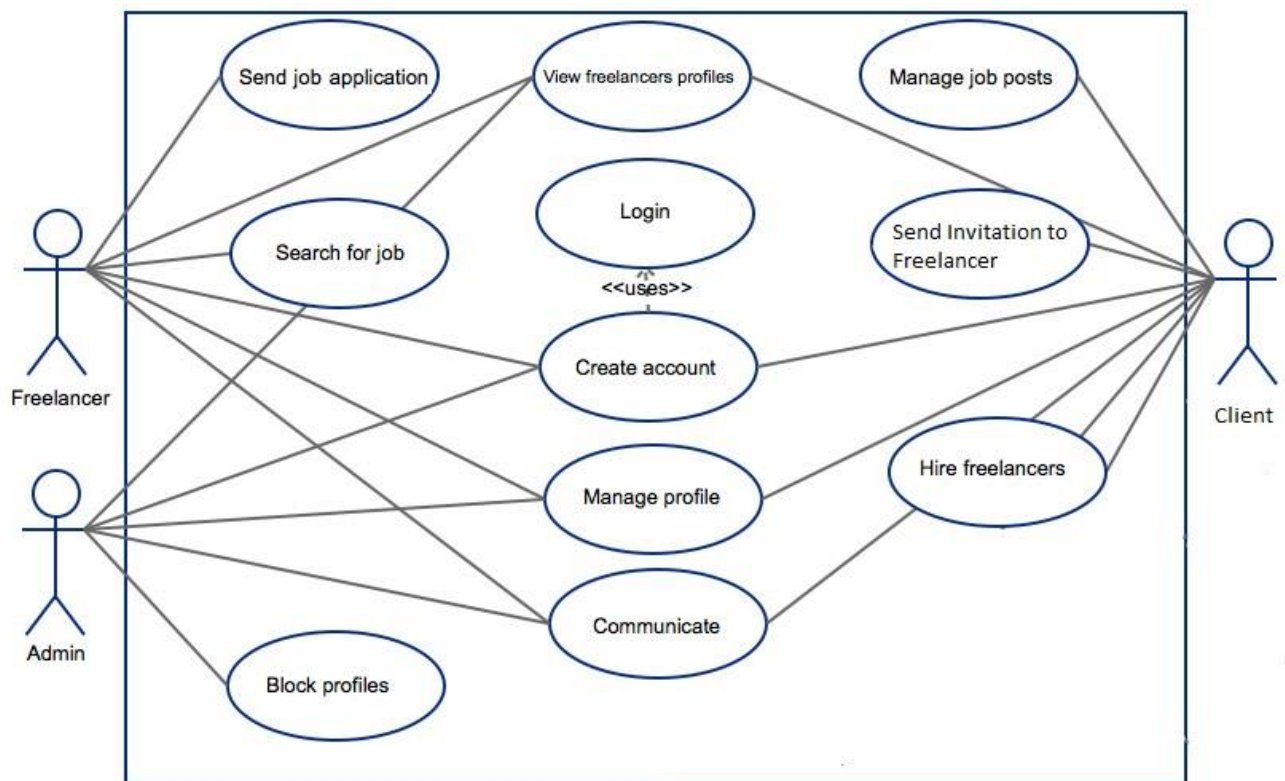 Send job application
View freelancers profiles
Manage job posts
Login
Search for job
Send Invitation to
Freelancer
<<uses>>
Create account
Freelancer
Client
Hire freelancers
Manage profile
Communicate
Admin
Block profiles